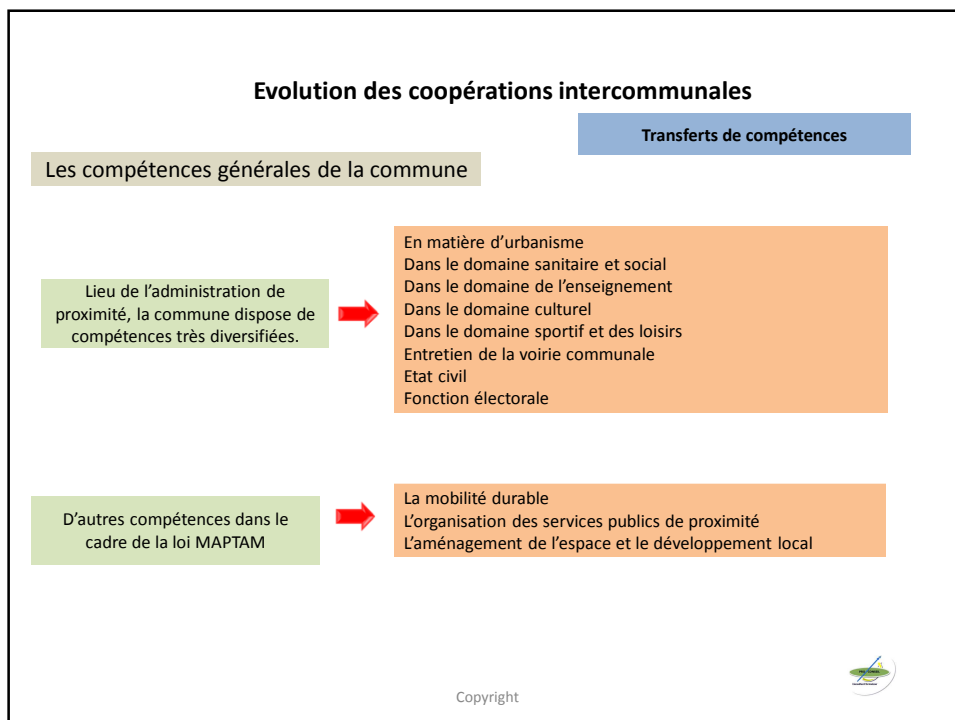 Evolution des coopérations intercommunales
Transferts de compétences
Les compétences générales de la commune
Lieu de l’administration de
proximité, la commune dispose de
compétences très diversifiées.
En matière d’urbanisme
Dans le domaine sanitaire et social
Dans le domaine de l’enseignement
Dans le domaine culturel
Dans le domaine sportif et des loisirs
Entretien de la voirie communale
Etat civil
Fonction électorale
D’autres compétences dans le
cadre de la loi MAPTAM
La mobilité durable
L’organisation des services publics de proximité
L’aménagement de l’espace et le développement local
Copyright